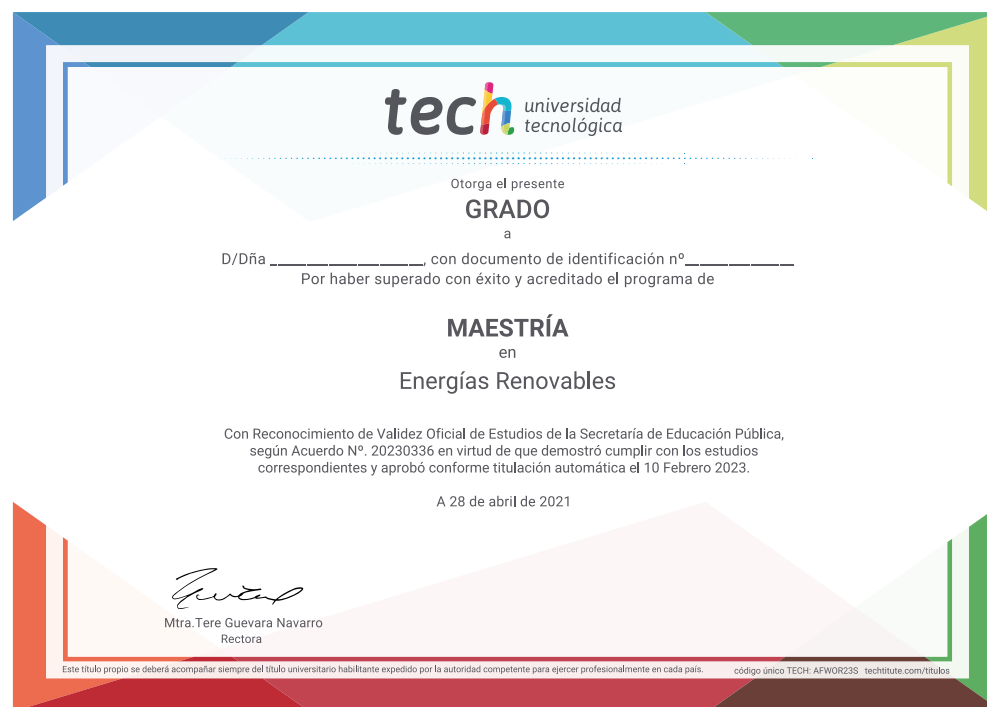 tech universidad
tecnológica
Otorga el presente
GRADO
a
D/Dña ____________________, con documento de identificación nº______________
Por haber superado con éxito y acreditado el programa de
MAESTRÍA
en
Energías Renovables
Con Reconocimiento de Validez Oficial de Estudios de la Secretaría de Educación Pública,
según Acuerdo Nº. 20230336 en virtud de que demostró cumplir con los estudios
correspondientes y aprobó conforme titulación automática el 10 Febrero 2023.
A 28 de abril de 2021
Mtra.Tere Guevara Navarro
Rectora
Este título propio se deberá acompañar siempre del título universitario habilitante expedido por la autoridad competente para ejercer profesionalmente en cada país. código único TECH: AFWOR23S techtitute.com/titulos